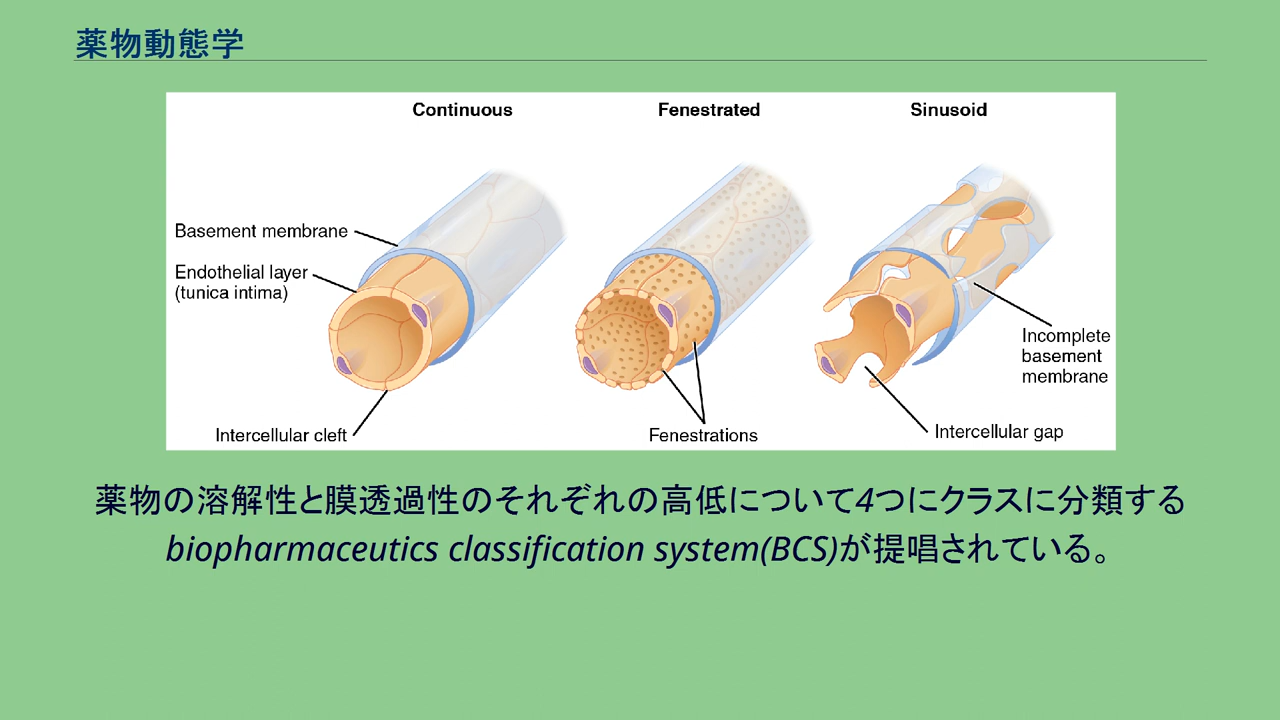 薬物動態学
Continuous
Fenestrated
Sinusoid
Basement membrane
Endothelial layer
(tunica intima)
Intercellular cleft
Fenestrations
Incomplete
basement
membrane
Intercellular gap
薬物の溶解性と膜透過性のそれぞれの高低について4つにクラスに分類する
biopharmaceutics classification system(BCS)が提唱されている。